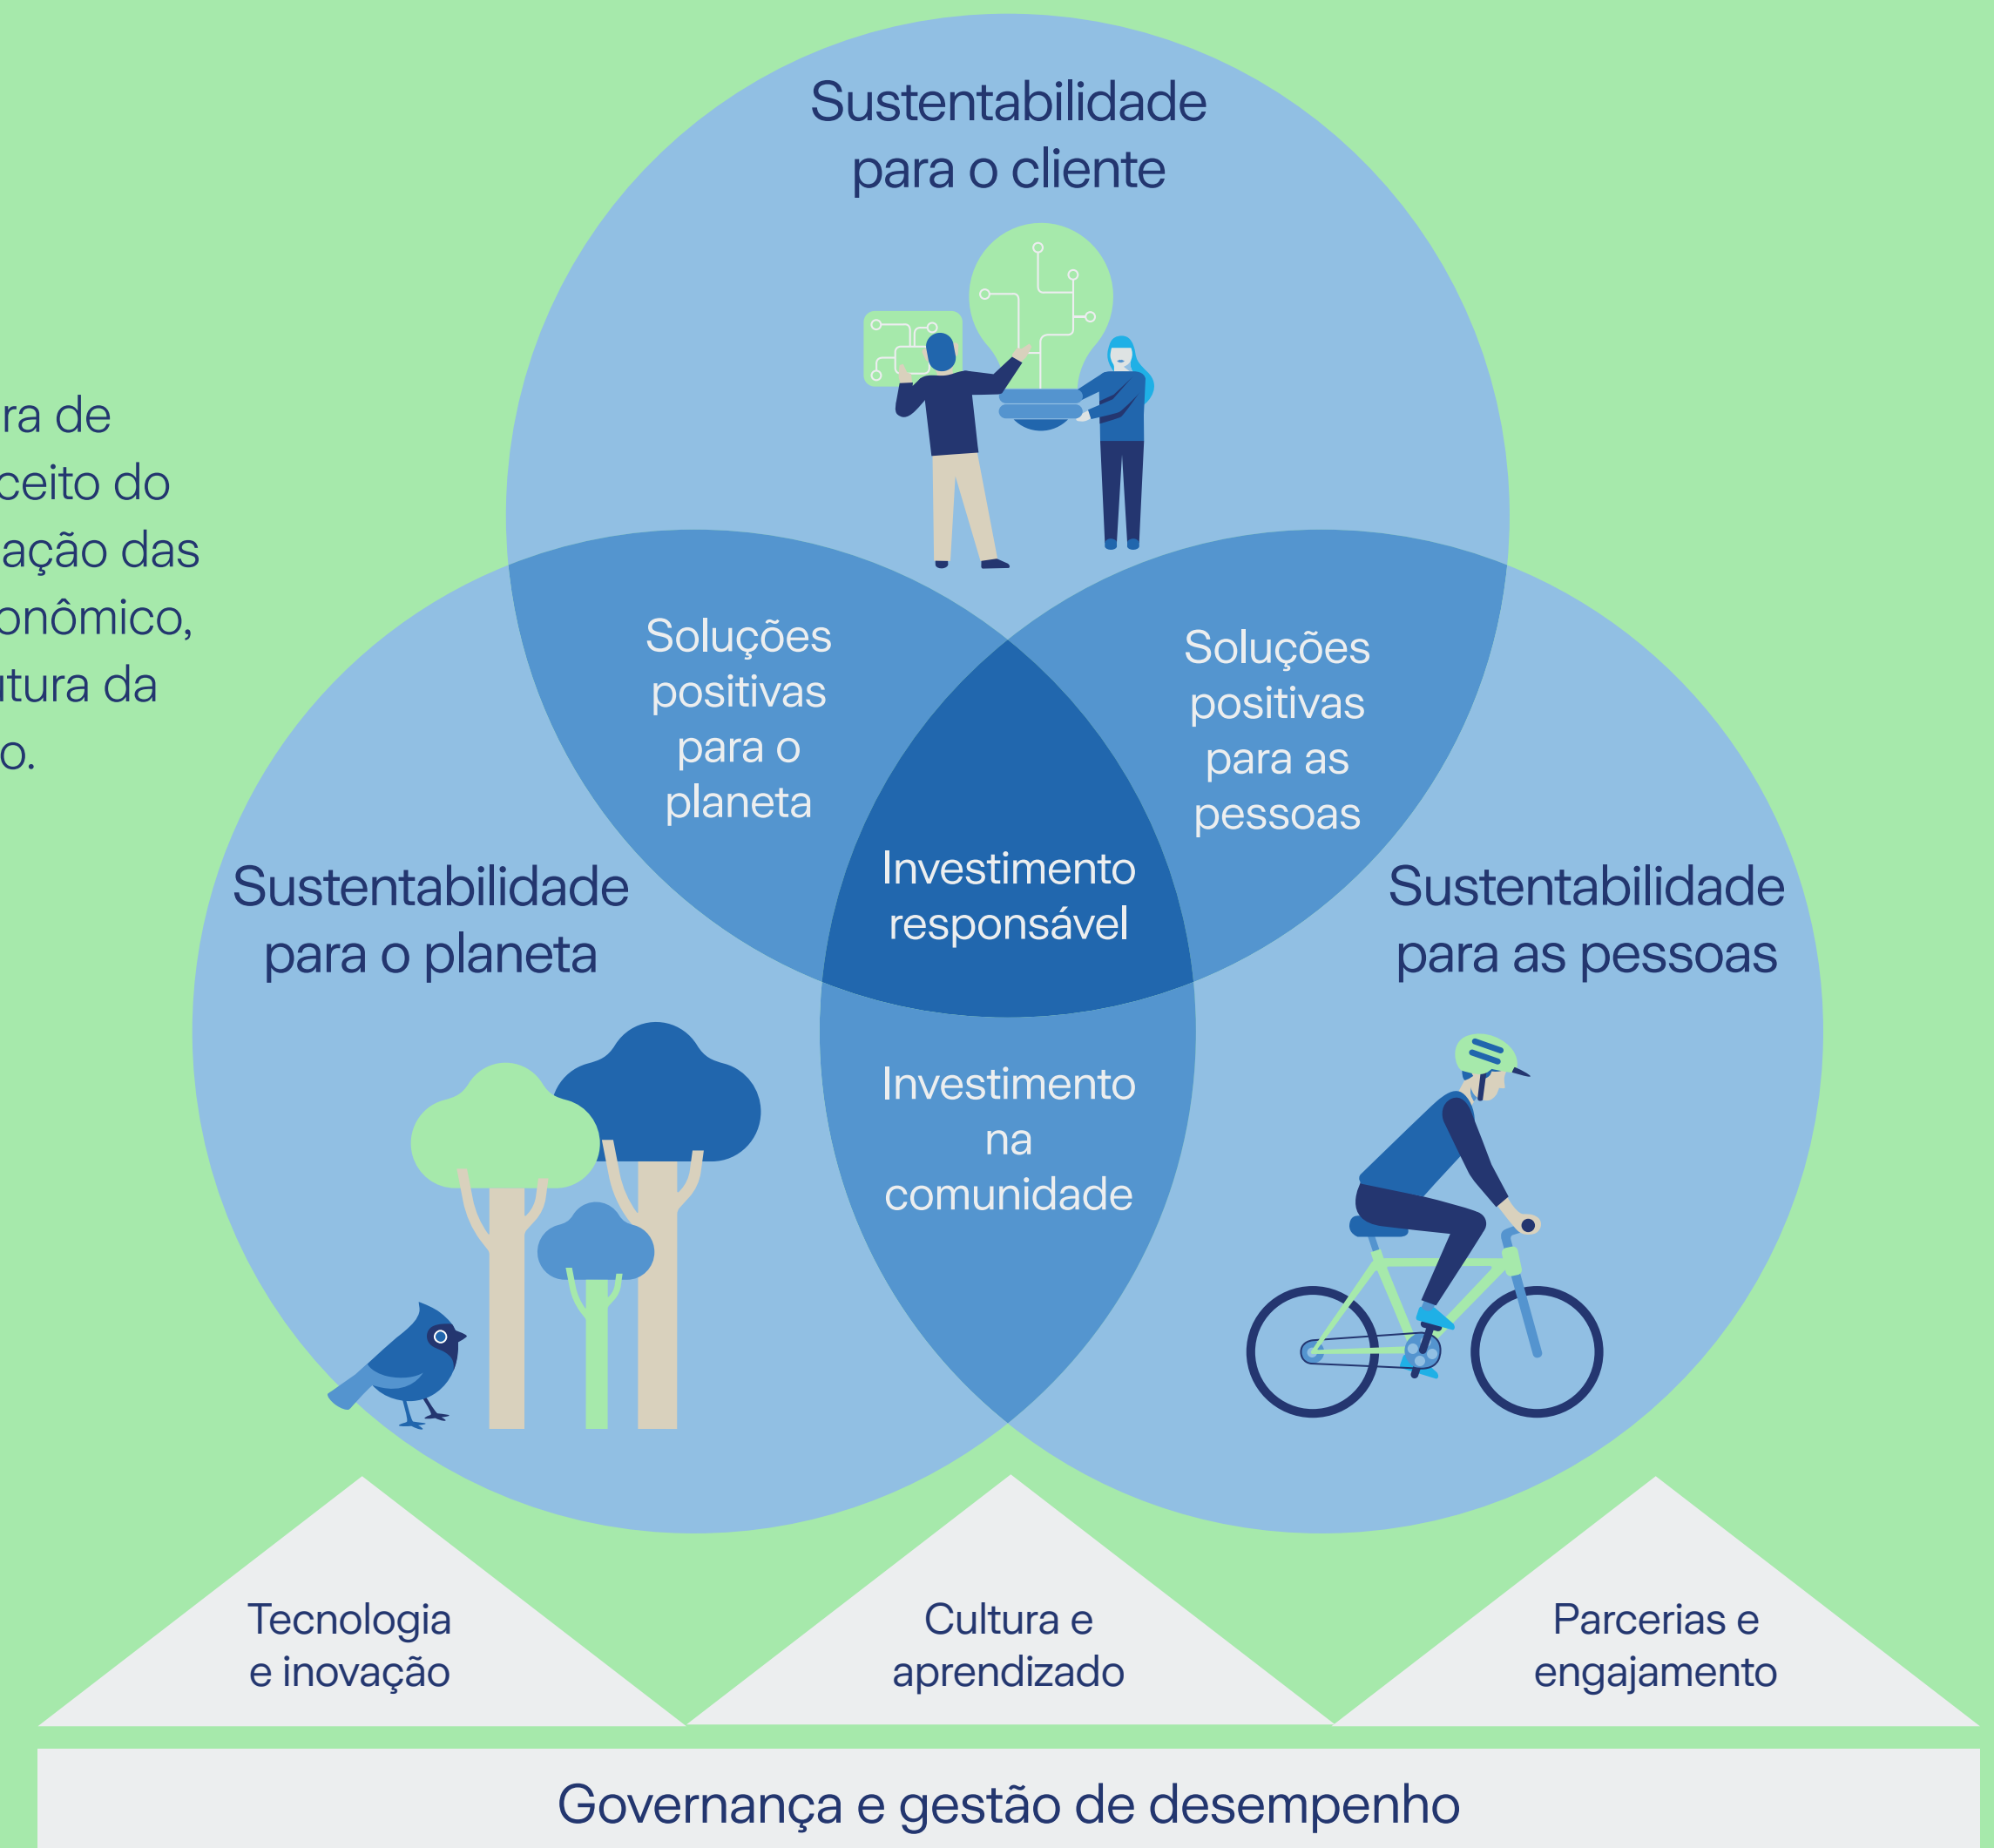 Sustentabilidade
para o cliente
ra de
ceito do
ação das
onômico,
utura da
o.
Soluções
positivas
para o
planeta
Soluções
positivas
para as
pessoas
Investimento
responsável
Sustentabilidade
para o planeta
Sustentabilidade
para as pessoas
Investimento
na
comunidade
Tecnologia
e inovação
Cultura e
aprendizado
Parcerias e
engajamento
Governança e gestão de desempenho